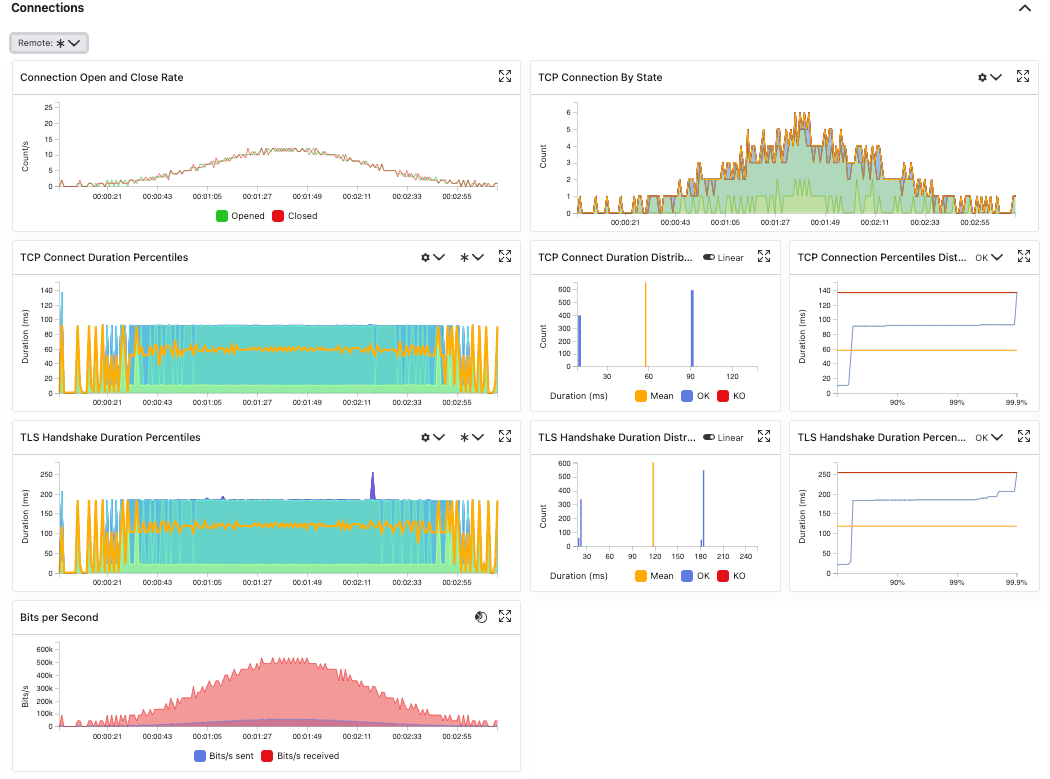 Connections
Remote: *
Connection Open and Close Rate
Count/s
25
20
15
10
5
0
00:00:21 00:00:43 00:01:05 00:01:27 00:01:49 00:02:11 00:02:33 00:02:55
Opened Closed
TCP Connection By State
Count
6
5
4
3
2
1
0
00:00:21 00:00:43 00:01:05 00:01:27 00:01:49 00:02:11 00:02:33 00:02:55
TCP Connect Duration Percentiles *
Duration (ms)
140
120
100
80
60
40
20
0
00:00:21 00:00:43 00:01:05 00:01:27 00:01:49 00:02:11 00:02:33 00:02:55
TCP Connect Duration Distrib... Linear
Count
600
500
400
300
200
100
0
30 60 90 120
Duration (ms) Mean OK KO
TCP Connection Percentiles Dist... OK
Duration (ms)
140
120
100
80
60
40
20
0
90% 99% 99.9%
TLS Handshake Duration Percentiles *
Duration (ms)
250
200
150
100
50
0
00:00:21 00:00:43 00:01:05 00:01:27 00:01:49 00:02:11 00:02:33 00:02:55
TLS Handshake Duration Distr... Linear
Count
600
500
400
300
200
100
0
30 60 90 120 150 180 210 240
Duration (ms) Mean OK KO
TLS Handshake Duration Percen... OK
Duration (ms)
250
200
150
100
50
0
90% 99% 99.9%
Bits per Second
Bits/s
600k
500k
400k
300k
200k
100k
0
00:00:21 00:00:43 00:01:05 00:01:27 00:01:49 00:02:11 00:02:33 00:02:55
Bits/s sent Bits/s received